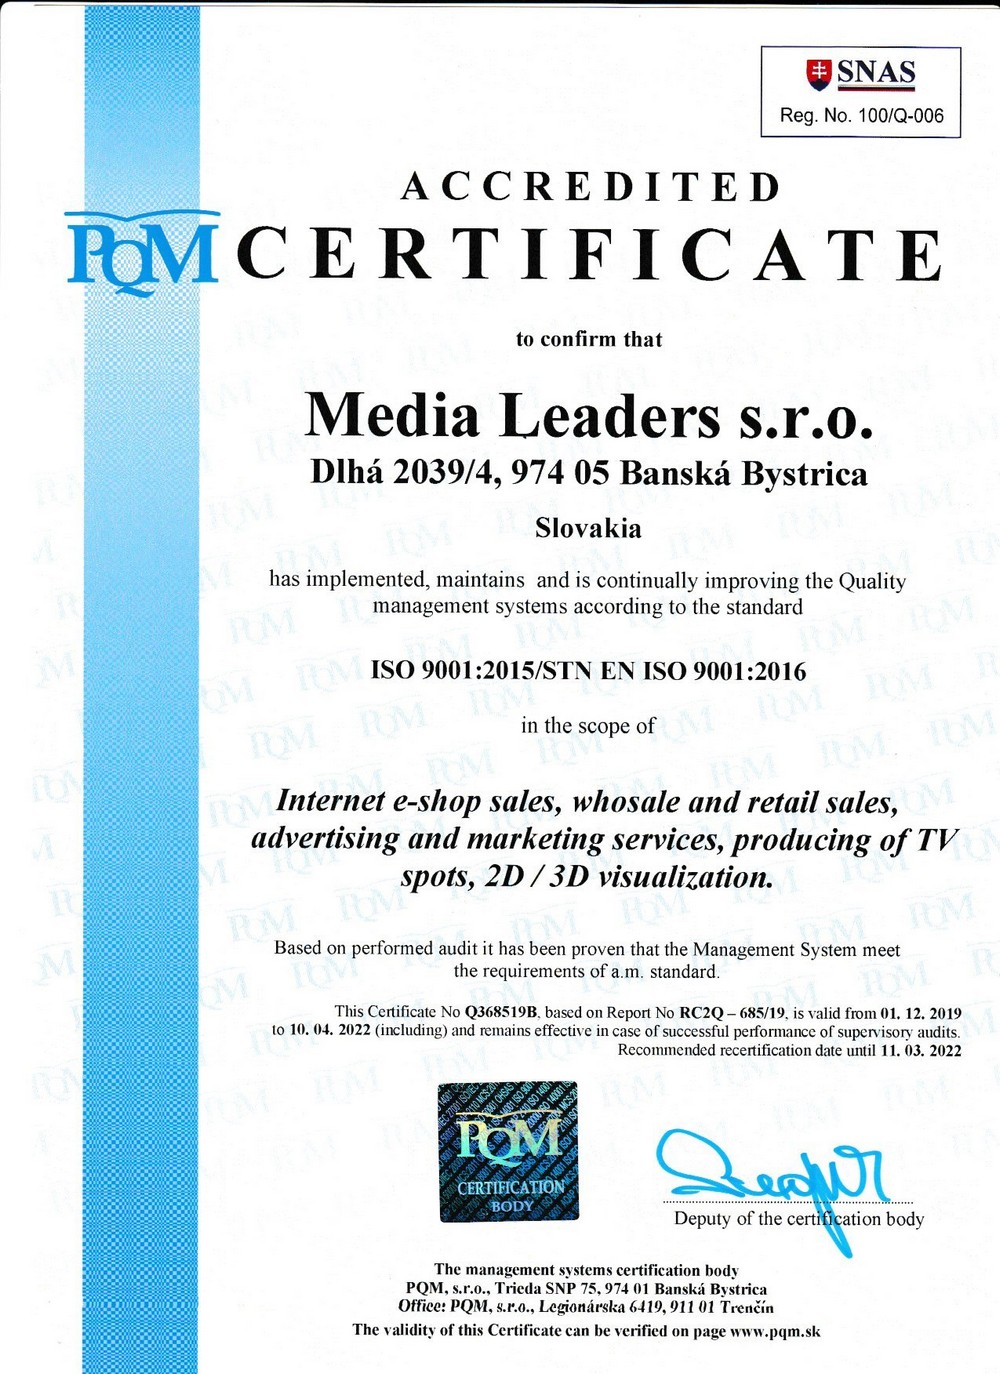 SNAS
Reg. No. 100/Q-006
ACCREDITED
PQM CERTIFICATE
to confirm that
Media Leaders s.r.o.
Dlhá 2039/4, 974 05 Banská Bystrica
Slovakia
has implemented, maintains and is continually improving the Quality
management systems according to the standard
ISO 9001:2015/STN EN ISO 9001:2016
in the scope of
Internet e-shop sales, whosale and retail sales,
advertising and marketing services, producing of TV
spots, 2D / 3D visualization.
Based on performed audit it has been proven that the Management System meet
the requirements of a.m. standard.
This Certificate No Q368519B, based on Report No RC2Q – 685/19, is valid from 01. 12. 2019
to 10. 04. 2022 (including) and remains effective in case of successful performance of supervisory audits.
Recommended recertification date until 11. 03. 2022
PQM
CERTIFICATION
BODY
Deputy of the certification body
The management systems certification body
PQM, s.r.o., Trieda SNP 75, 974 01 Banská Bystrica
Office: PQM, s.r.o., Legionárska 6419, 911 01 Trenčín
The validity of this Certificate can be verified on page www.pqm.sk